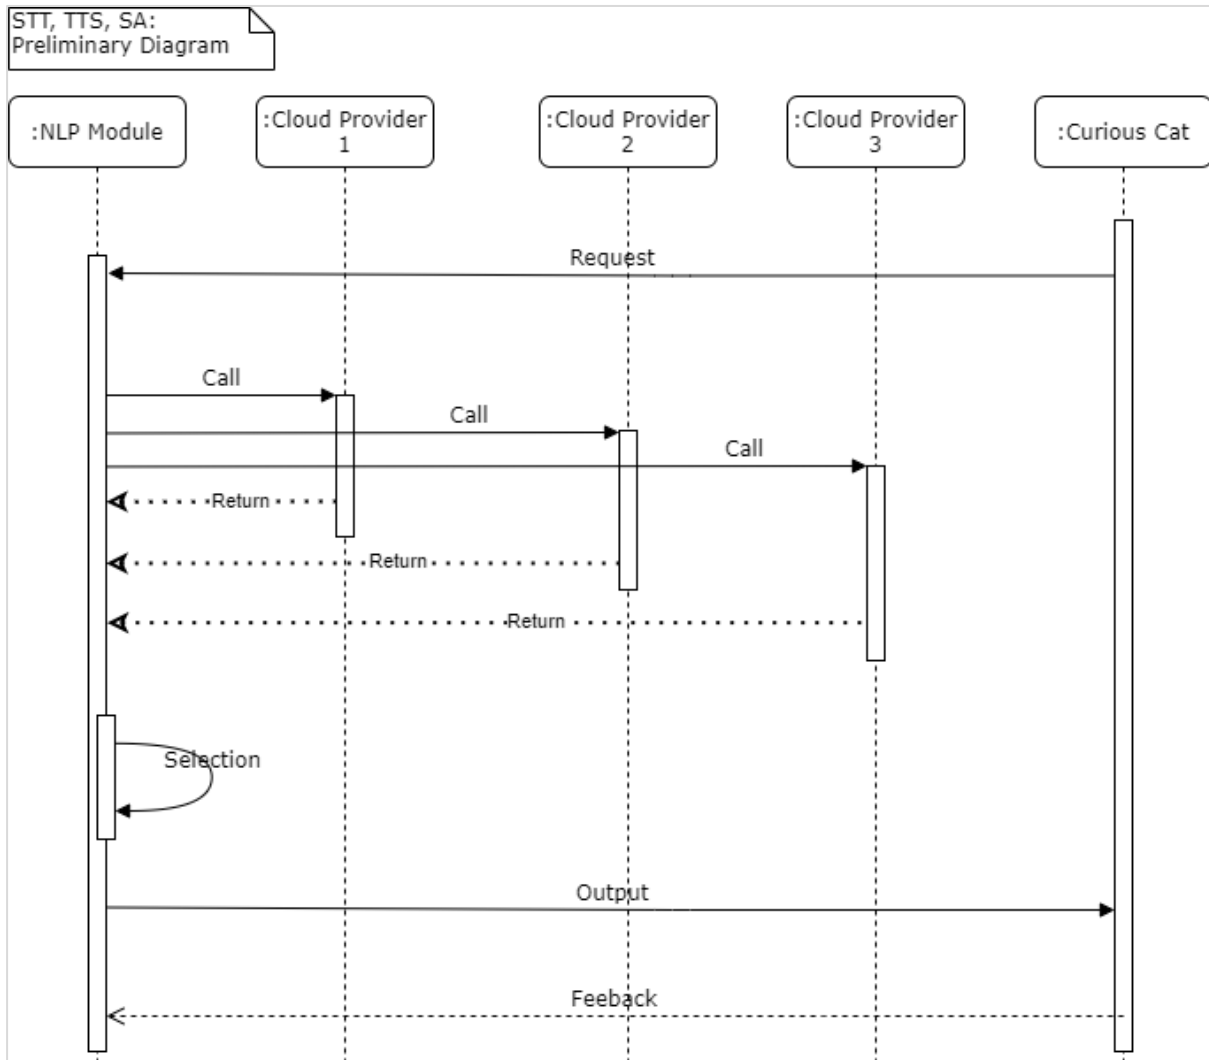 STT, TTS, SA:
Preliminary Diagram
:NLP Module
:Cloud Provider
1
:Cloud Provider
2
:Cloud Provider
3
:Curious Cat
Request
Call
Call
Call
Return
Return
Return
Selection
Output
Feeback